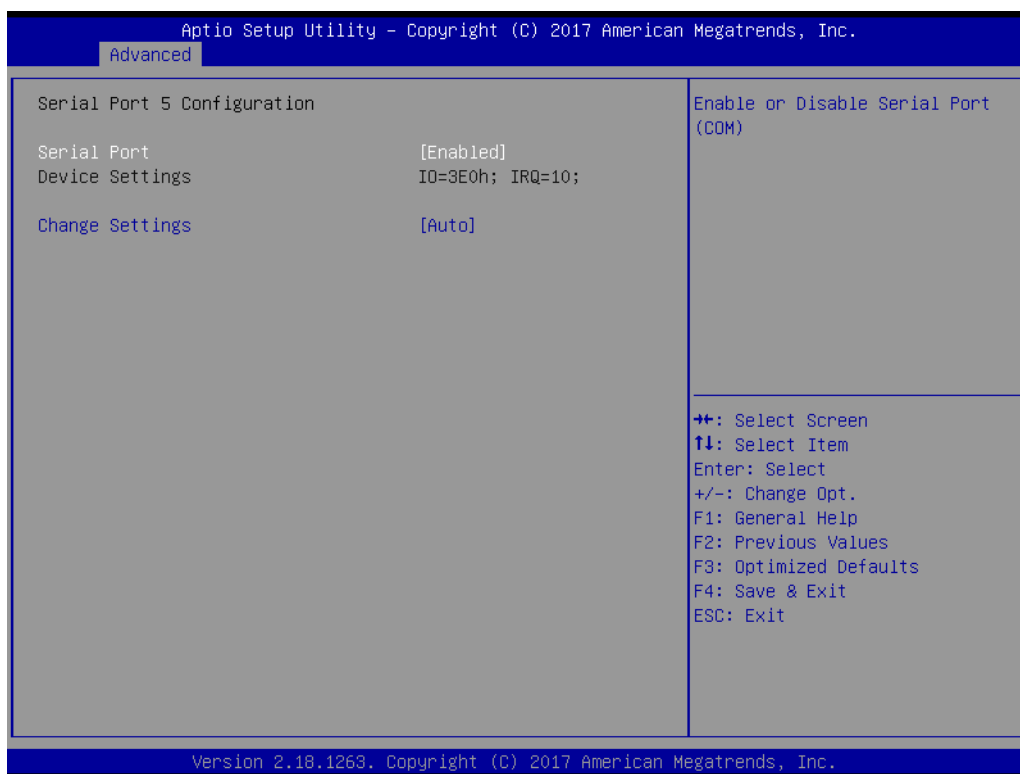 Aptio Setup Utility – Copyright (C) 2017 American Megatrends, Inc.
Advanced
Serial Port 5 Configuration
Serial Port [Enabled]
Device Settings IO=3E0h; IRQ=10;
Change Settings [Auto]
Enable or Disable Serial Port
(COM)
→←: Select Screen
↑↓: Select Item
Enter: Select
+/-: Change Opt.
F1: General Help
F2: Previous Values
F3: Optimized Defaults
F4: Save & Exit
ESC: Exit
Version 2.18.1263. Copyright (C) 2017 American Megatrends, Inc.